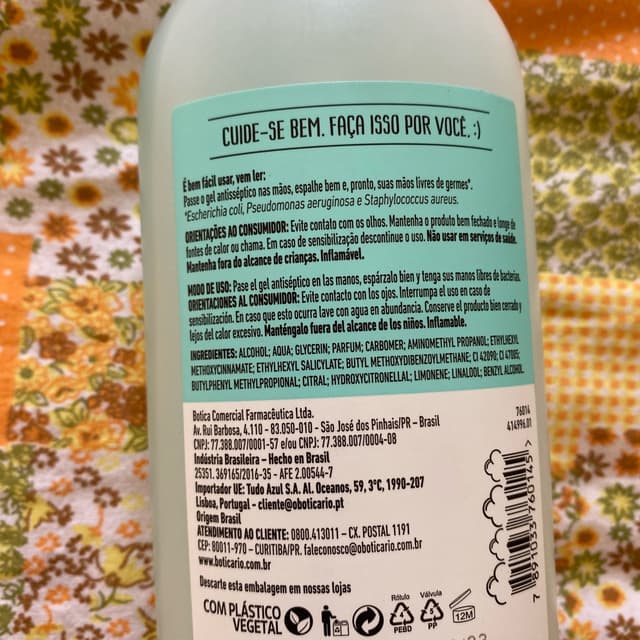 CUIDE-SE BEM. FAÇA ISSO POR VOCÊ. :)
É bem fácil usar, vem ler:
Passe o gel antisséptico nas mãos, espalhe bem e, pronto, suas mãos livres de germes*.
*Escherichia coli, Pseudomonas aeruginosa e Staphylococcus aureus.
ORIENTAÇÕES AO CONSUMIDOR: Evite contato com os olhos. Mantenha o produto bem fechado e longe de
fontes de calor ou chama. Em caso de sensibilização descontinue o uso. Não usar em serviços de saúde.
Mantenha fora do alcance de crianças. Inflamável.
MODO DE USO: Pase el gel antiséptico en las manos, espárzalo bien y tenga sus manos libres de bacterias.
ORIENTACIONES AL CONSUMIDOR: Evite contacto con los ojos. Interrumpa el uso en caso de
sensibilización. En caso que esto ocurra lave con agua en abundancia. Conserve el producto bien cerrado y
lejos del calor excesivo. Manténgalo fuera del alcance de los niños. Inflamable.
INGREDIENTES: ALCOHOL; AQUA; GLYCERIN; PARFUM; CARBOMER; AMINOMETHYL PROPANOL; ETHYLHEXYL
METHOXYCINNAMATE; ETHYLHEXYL SALICYLATE; BUTYL METHOXYDIBENZOYLMETHANE; CI 42090; CI 47005;
BUTYLPHENYL METHYLPROPIONAL; CITRAL; HYDROXYCITRONELLAL; LIMONENE; LINALOOL; BENZYL ALCOHOL.
Botica Comercial Farmacêutica Ltda.
Av. Rui Barbosa, 4.110 - 83.050-010 - São José dos Pinhais/PR - Brasil
CNPJ: 77.388.007/0001-57 e/ou CNPJ: 77.388.007/0004-08
Indústria Brasileira - Hecho en Brasil
25351.369165/2016-35 - AFE 2.00544-7
Importador UE: Tudo Azul S.A. Al. Oceanos, 59, 3ºC, 1990-207
Lisboa, Portugal - cliente@oboticario.pt
Origem Brasil
ATENDIMENTO AO CLIENTE: 0800.413011 - CX. POSTAL 1191
CEP: 80011-970 - CURITIBA/PR. faleconosco@oboticario.com.br
www.boticario.com.br
Descarte esta embalagem em nossas lojas
COM PLÁSTICO
VEGETAL
Rótulo
PEBD
Válvula
PP
12M
76014
414996.01
7 891033 760145 >